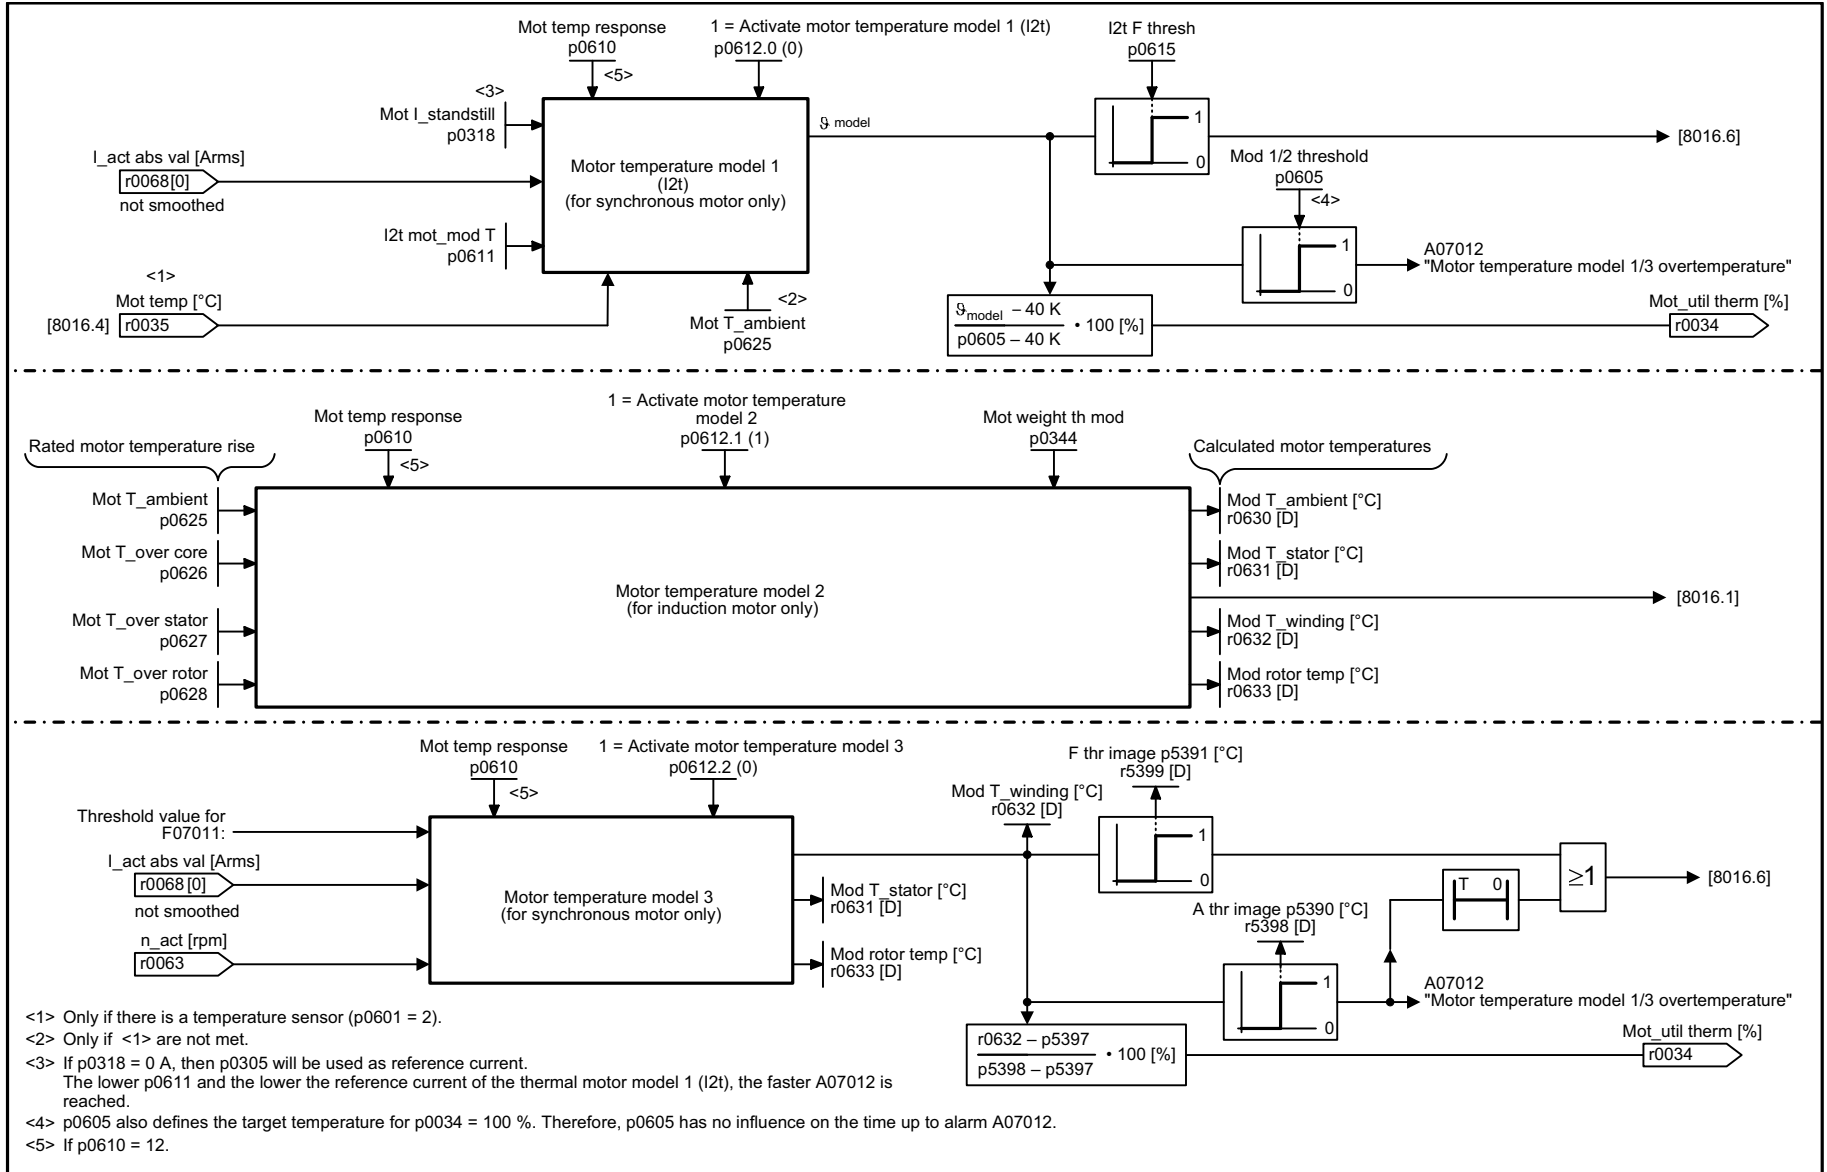 Mot temp response
p0610
<5>
1 = Activate motor temperature model 1 (I2t)
p0612.0 (0)
I2t F thresh
p0615
<3>
Mot I_standstill
p0318
I_act abs val [Arms]
r0068[0]
not smoothed
I2t mot_mod T
p0611
<1>
Mot temp [°C]
[8016.4]
r0035
Motor temperature model 1
(I2t)
(for synchronous motor only)
<2>
Mot T_ambient
p0625
ϑ model
1
0
[8016.6]
Mod 1/2 threshold
p0605
<4>
1
0
A07012
"Motor temperature model 1/3 overtemperature"
ϑmodel – 40 K
p0605 – 40 K
• 100 [%]
Mot_util therm [%]
r0034
Rated motor temperature rise
Mot temp response
p0610
<5>
1 = Activate motor temperature
model 2
p0612.1 (1)
Mot weight th mod
p0344
Calculated motor temperatures
Mot T_ambient
p0625
Mot T_over core
p0626
Mot T_over stator
p0627
Mot T_over rotor
p0628
Motor temperature model 2
(for induction motor only)
Mod T_ambient [°C]
r0630 [D]
Mod T_stator [°C]
r0631 [D]
[8016.1]
Mod T_winding [°C]
r0632 [D]
Mod rotor temp [°C]
r0633 [D]
Mot temp response
p0610
<5>
1 = Activate motor temperature model 3
p0612.2 (0)
Threshold value for
F07011:
I_act abs val [Arms]
r0068[0]
not smoothed
n_act [rpm]
r0063
Motor temperature model 3
(for synchronous motor only)
Mod T_stator [°C]
r0631 [D]
Mod rotor temp [°C]
r0633 [D]
Mod T_winding [°C]
r0632 [D]
F thr image p5391 [°C]
r5399 [D]
1
0
A thr image p5390 [°C]
r5398 [D]
1
0
T 0
≥1
[8016.6]
A07012
"Motor temperature model 1/3 overtemperature"
r0632 – p5397
p5398 – p5397
• 100 [%]
Mot_util therm [%]
r0034
<1> Only if there is a temperature sensor (p0601 = 2).
<2> Only if <1> are not met.
<3> If p0318 = 0 A, then p0305 will be used as reference current.
The lower p0611 and the lower the reference current of the thermal motor model 1 (I2t), the faster A07012 is
reached.
<4> p0605 also defines the target temperature for p0034 = 100 %. Therefore, p0605 has no influence on the time up to alarm A07012.
<5> If p0610 = 12.